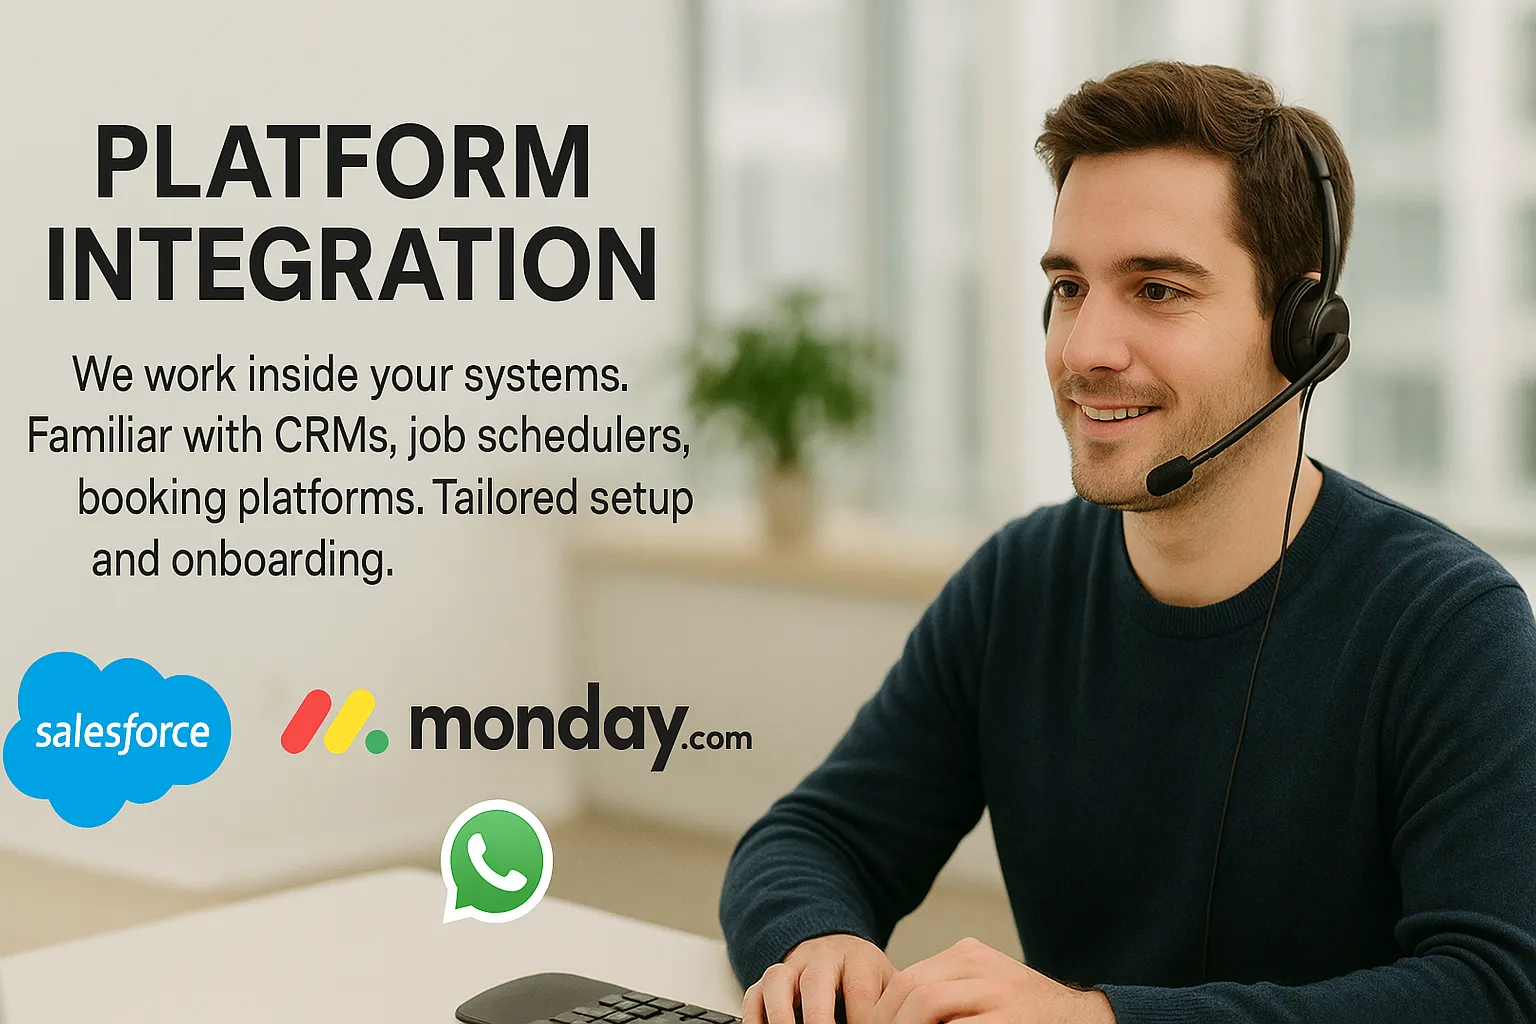 PLATFORM
INTEGRATION
We work inside your systems.
Familiar with CRMs, job schedulers,
booking platforms. Tailored setup
and onboarding.
salesforce
monday.com